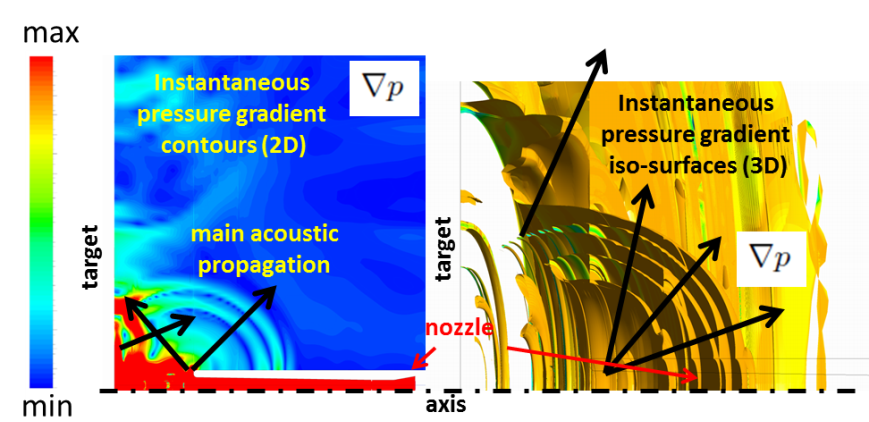 max
Instantaneous
pressure gradient
contours (2D)
∇p
main acoustic
propagation
target
min
nozzle
axis
target
Instantaneous
pressure gradient
iso-surfaces (3D)
∇p